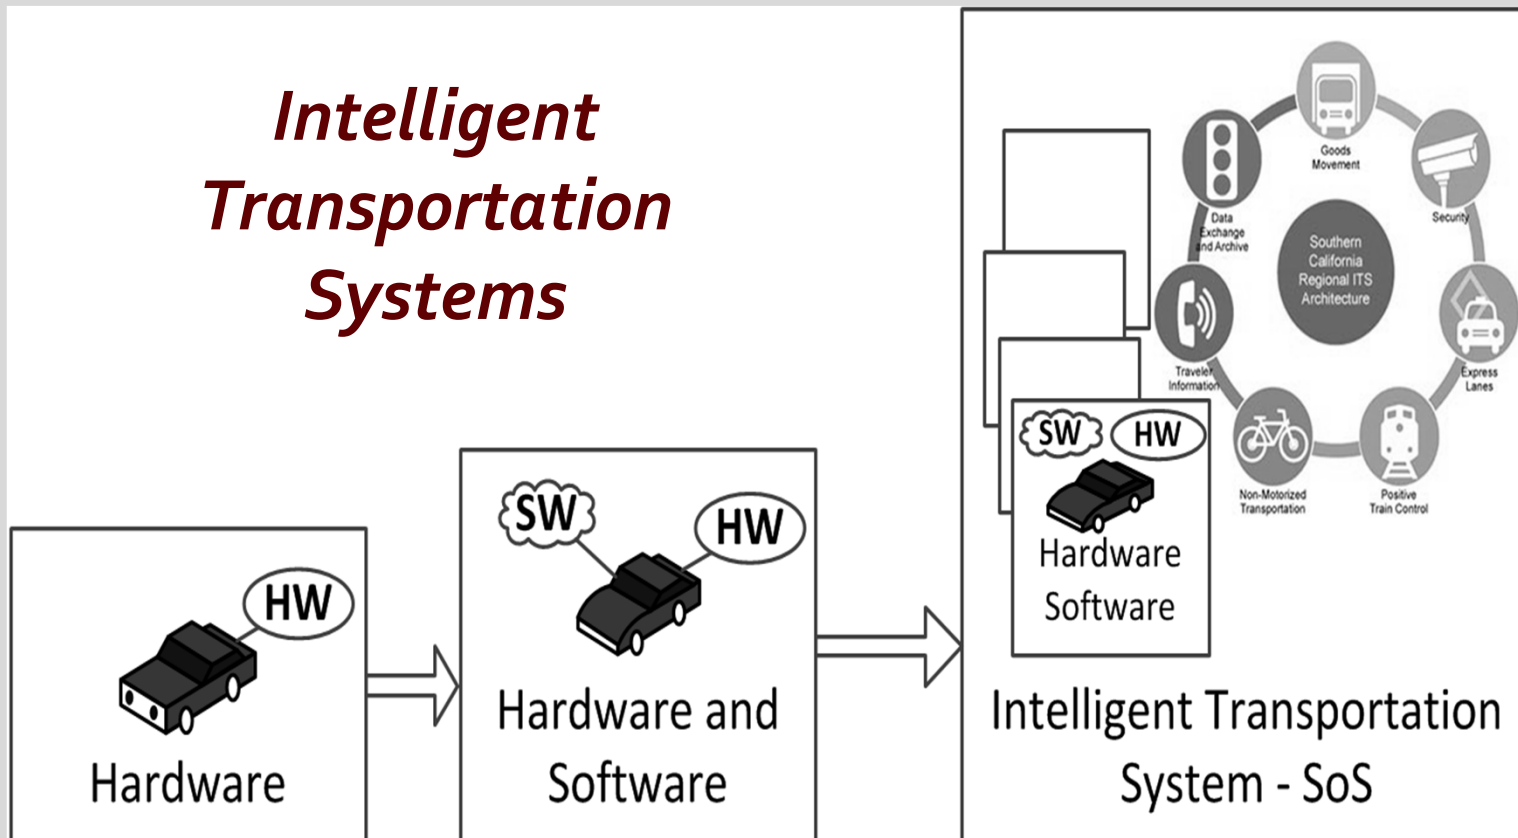 Intelligent
Transportation
Systems
HW
Hardware
SW
HW
Hardware and
Software
SW
HW
Hardware
Software
Goods
Movement
Security
Express
Lanes
Positive
Train Control
Non-Motorized
Transportation
Traveler
Information
Data
Exchange
and Archive
Southern
California
Regional ITS
Architecture
Intelligent Transportation
System - SoS